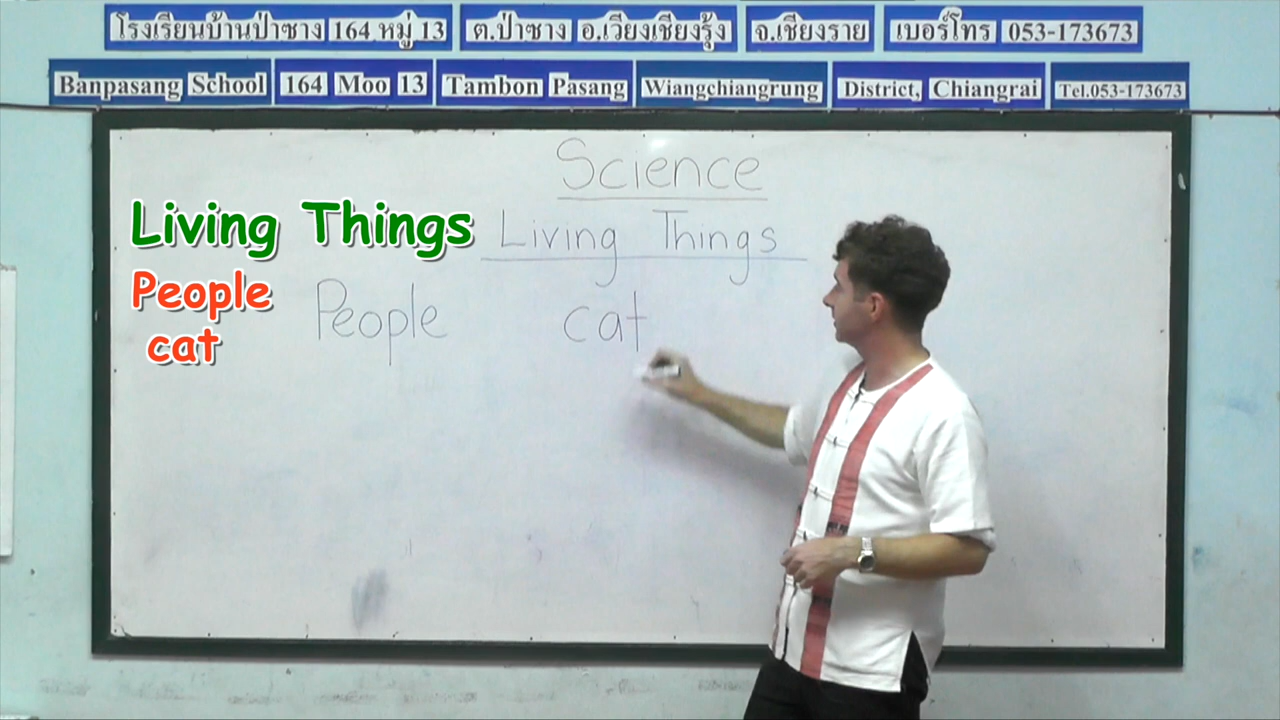 โรงเรียนบ้านป่าซาง 164 หมู่ 13 ต.ป่าซาง อ.เวียงเชียงรุ้ง จ.เชียงราย เบอร์โทร 053-173673
Banpasang School 164 Moo 13 Tambon Pasang Wiangchiangrung District, Chiangrai Tel.053-173673
Science
Living Things Living Things
People People cat
cat